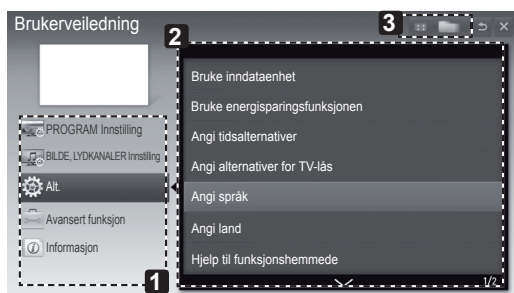 Brukerveiledning
3
2
PROGRAM Innstilling
BILDE, LYDKANALER Innstilling
Alt.
Avansert funksjon
Informasjon
1
Bruke inndataenhet
Bruke energisparingsfunksjonen
Angi tidsalternativer
Angi alternativer for TV-lås
Angi språk
Angi land
Hjelp til funksjonshemmede
1/2